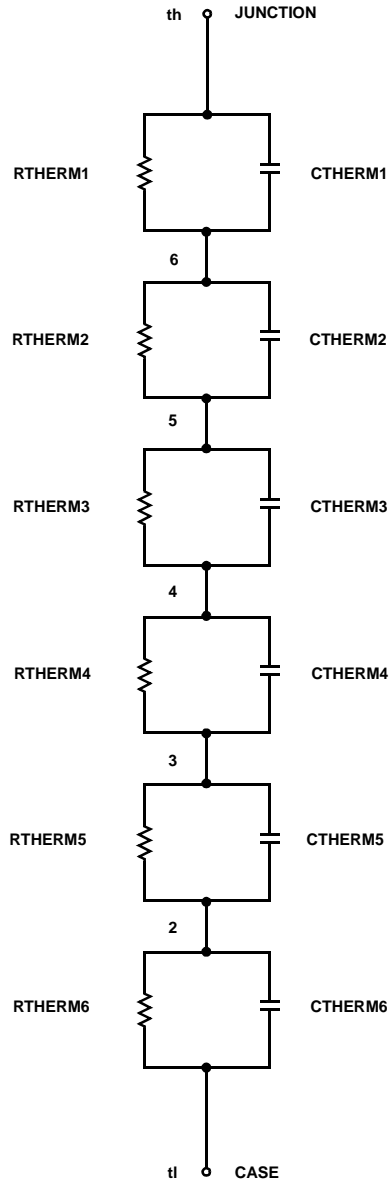 th JUNCTION
RTHERM1 CTHERM1
6
RTHERM2 CTHERM2
5
RTHERM3 CTHERM3
4
RTHERM4 CTHERM4
3
RTHERM5 CTHERM5
2
RTHERM6 CTHERM6
tl CASE